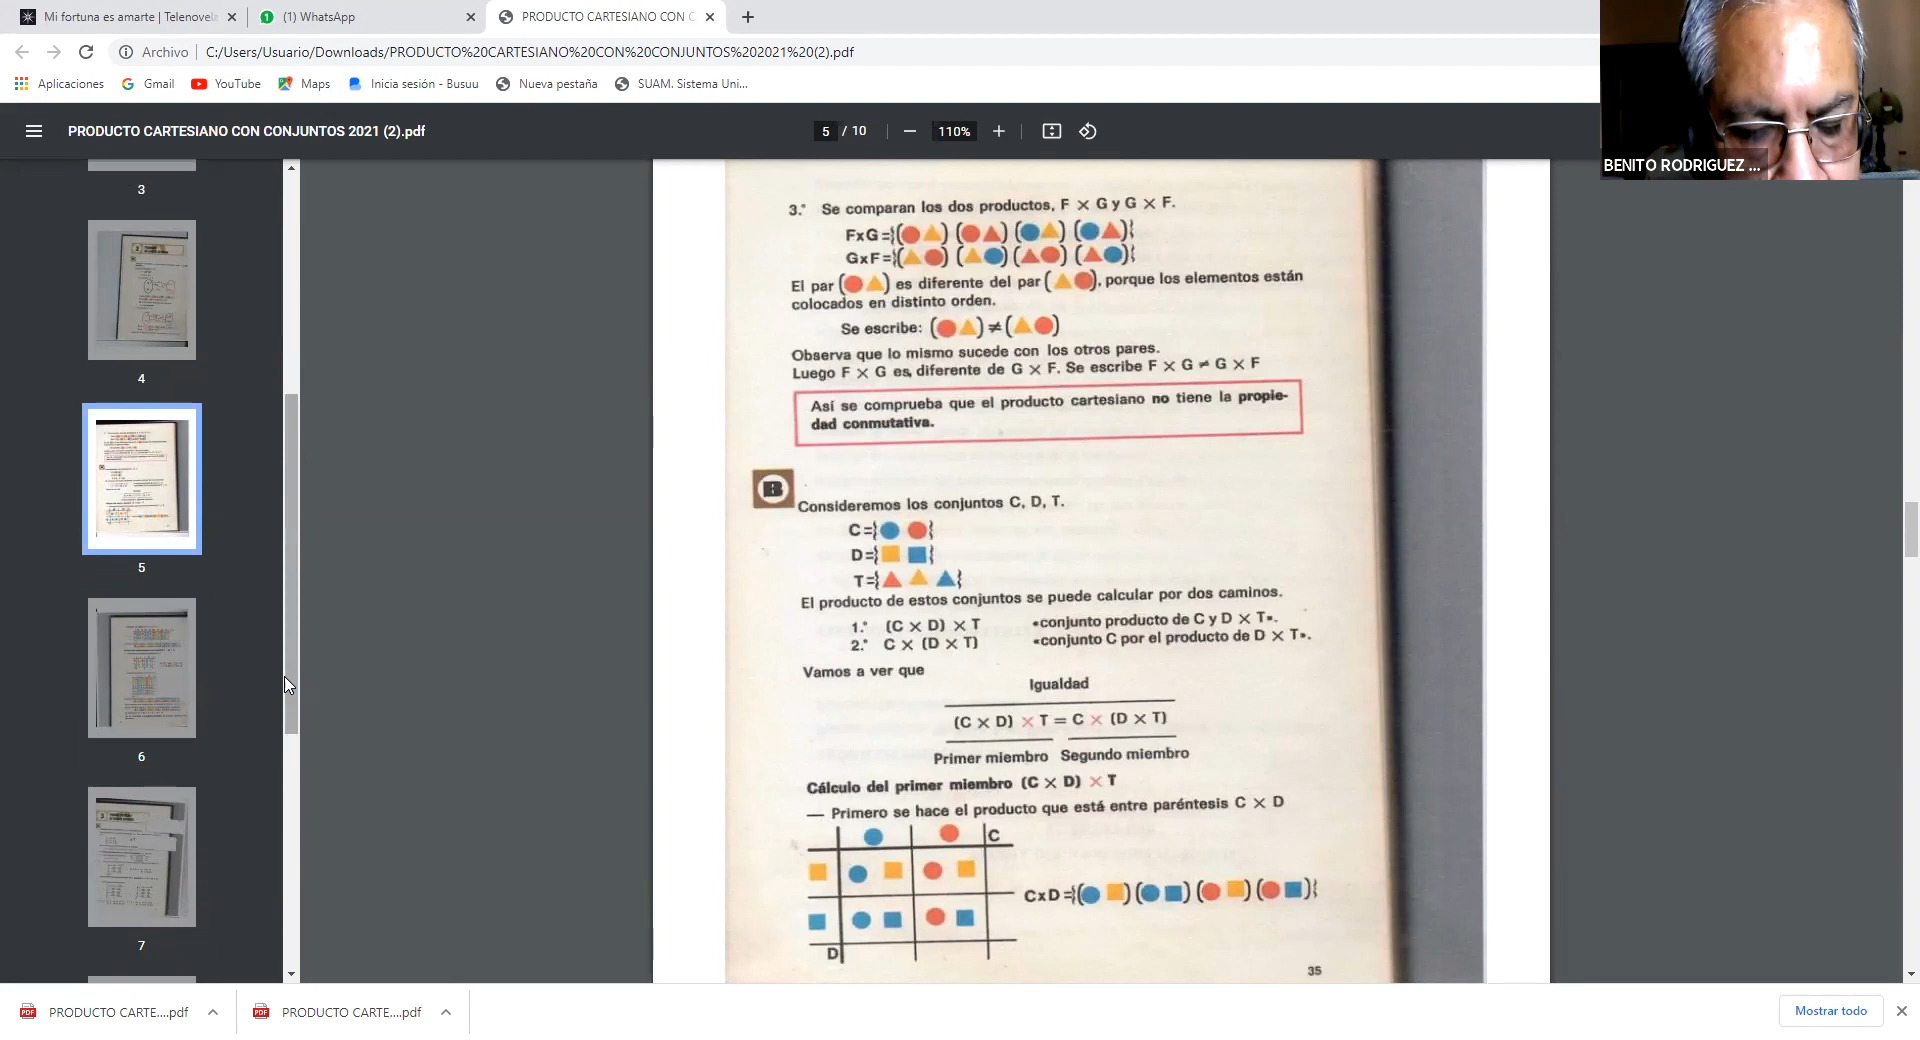 Mi fortuna es amarte | Telenovel
(1) WhatsApp
PRODUCTO CARTESIANO CON C
Archivo
C:/Users/Usuario/Downloads/PRODUCTO%20CARTESIANO%20CON%20CONJUNTOS%202021%20(2).pdf
Aplicaciones
Gmail
YouTube
Maps
Inicia sesión - Busuu
Nueva pestaña
SUAM. Sistema Uni...
PRODUCTO CARTESIANO CON CONJUNTOS 2021 (2).pdf
5 / 10
110%
BENITO RODRIGUEZ ...
3
4
5
6
7
3.° Se comparan los dos productos, F × G y G × F.
FxG =
GxF =
El par ( ) es diferente del par ( ), porque los elementos están
colocados en distinto orden.
Se escribe: ( ) ≠ ( )
Observa que lo mismo sucede con los otros pares.
Luego F × G es, diferente de G × F. Se escribe F × G ≠ G × F
Así se comprueba que el producto cartesiano no tiene la propie-
dad conmutativa.
B
Consideremos los conjuntos C, D, T.
C={ }
D={ }
T={ }
El producto de estos conjuntos se puede calcular por dos caminos.
1.° (C × D) × T «conjunto producto de C y D × T».
2.° C × (D × T) «conjunto C por el producto de D × T».
Vamos a ver que
Igualdad
(C × D) × T = C × (D × T)
Primer miembro Segundo miembro
Cálculo del primer miembro (C × D) × T
— Primero se hace el producto que está entre paréntesis C × D
C
CxD =
D
35
PRODUCTO CARTE....pdf
PRODUCTO CARTE....pdf
Mostrar todo